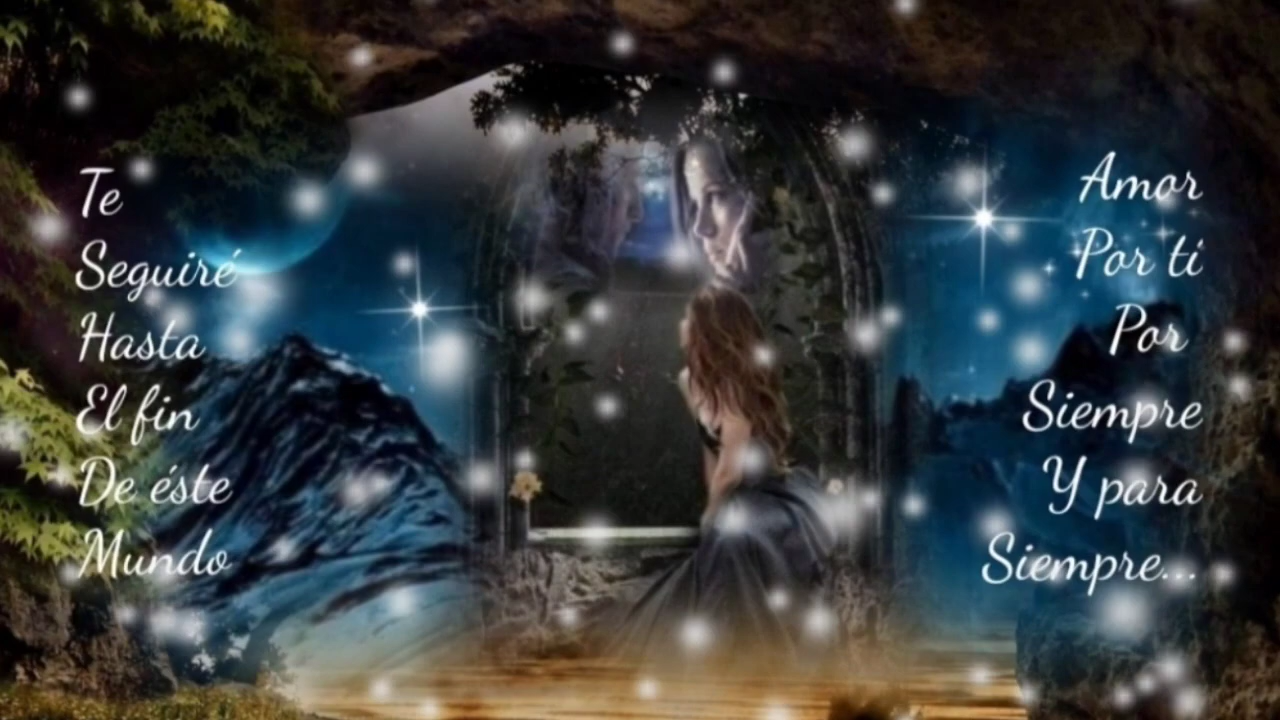 Te
Seguiré
Hasta
El fin
De éste
Mundo
Amor
Por ti
Por
Siempre
Y para
Siempre...